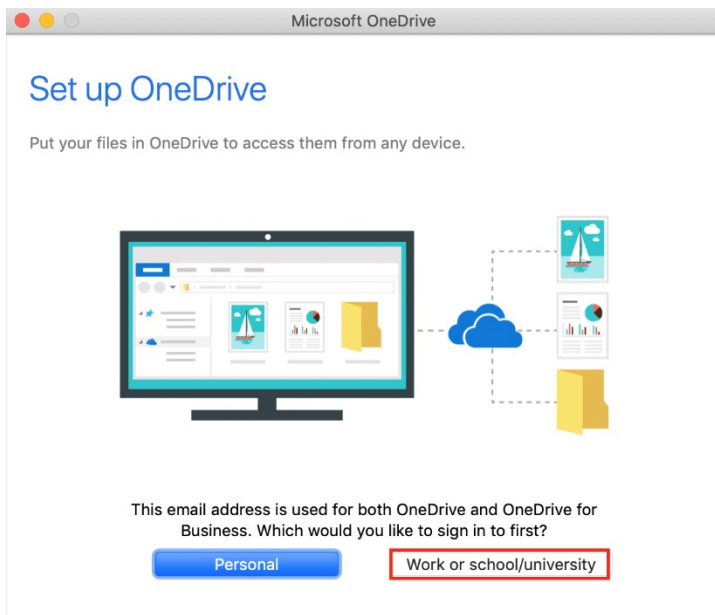 Microsoft OneDrive
Set up OneDrive
Put your files in OneDrive to access them from any device.
This email address is used for both OneDrive and OneDrive for
Business. Which would you like to sign in to first?
Personal
Work or school/university